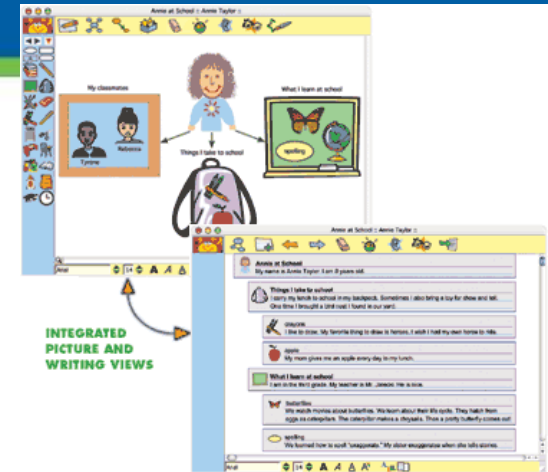 Annie at School :: Annie Taylor ::
My classmates
What I learn at school
Tyrone
Rebecca
Things I take to school
spelling
Arial 14 A A A
Annie at School :: Annie Taylor ::
Annie at School
My name is Annie Taylor. I am 8 years old.
Things I take to school
I carry my lunch to school in my backpack. Sometimes I also bring a toy for show and tell.
One time I brought a bird nest I found in our yard.
crayons
I like to draw. My favorite thing to draw is horses. I wish I had my own horse to ride.
apple
My mom gives me an apple every day in my lunch.
What I learn at school
I am in the third grade. My teacher is Mr. He is nice.
butterflies
We watch movies about butterflies. We learn about their life cycle. They hatch from
eggs as caterpillars. The caterpillar makes a chrysalis. Then a pretty butterfly comes out
spelling
We learned how to spell "exaggerate." My sister exaggerates when she tells stories.
Arial 14 A A A
INTEGRATED
PICTURE AND
WRITING VIEWS